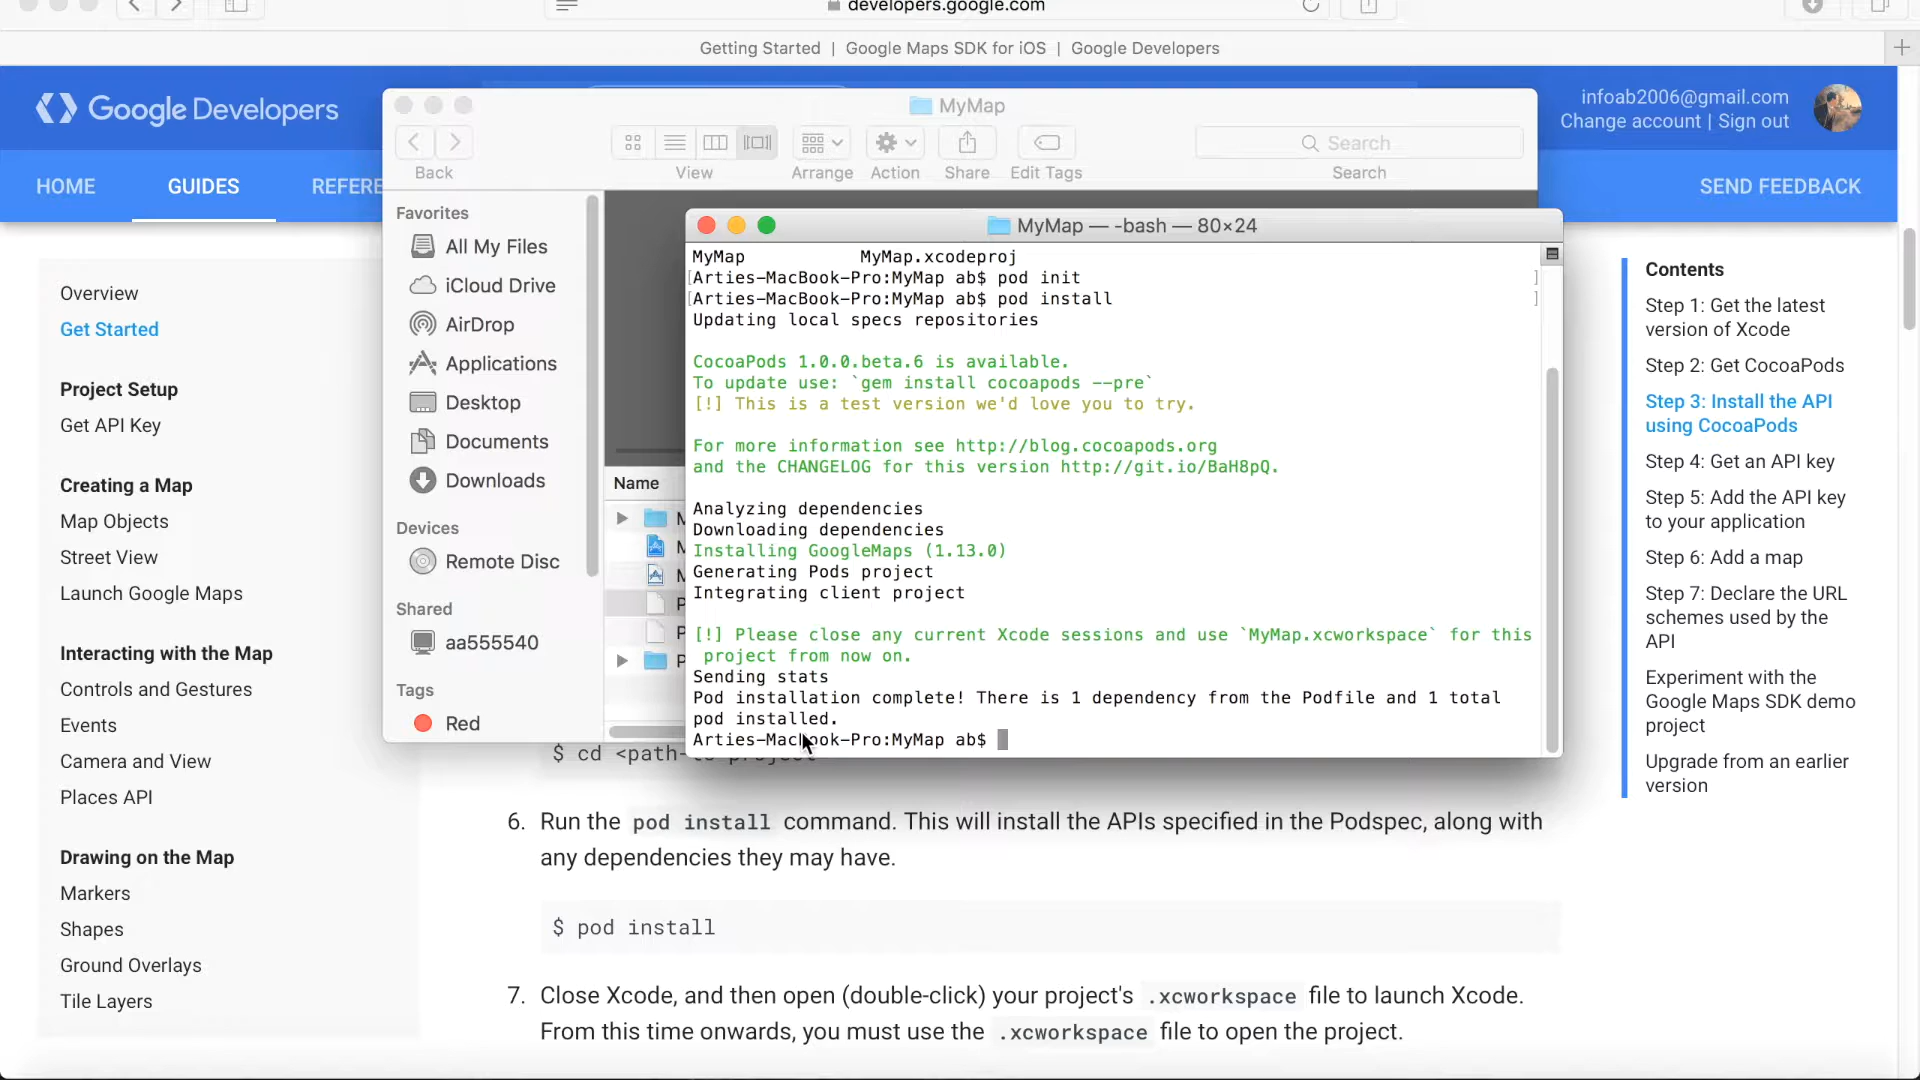 developers.google.com
Getting Started | Google Maps SDK for iOS | Google Developers
Google Developers
infoab2006@gmail.com
Change account | Sign out
HOME
GUIDES
REFERE
SEND FEEDBACK
Overview
Get Started
Project Setup
Get API Key
Creating a Map
Map Objects
Street View
Launch Google Maps
Interacting with the Map
Controls and Gestures
Events
Camera and View
Places API
Drawing on the Map
Markers
Shapes
Ground Overlays
Tile Layers
MyMap
Back
View
Arrange
Action
Share
Edit Tags
Search
Search
Favorites
All My Files
iCloud Drive
AirDrop
Applications
Desktop
Documents
Downloads
Devices
Remote Disc
Shared
aa555540
Tags
Red
Name
MyMap — -bash — 80×24
MyMap MyMap.xcodeproj
[Arties-MacBook-Pro:MyMap ab$ pod init ]
[Arties-MacBook-Pro:MyMap ab$ pod install ]
Updating local specs repositories
CocoaPods 1.0.0.beta.6 is available.
To update use: `gem install cocoapods --pre`
[!] This is a test version we'd love you to try.
For more information see http://blog.cocoapods.org
and the CHANGELOG for this version http://git.io/BaH8pQ.
Analyzing dependencies
Downloading dependencies
Installing GoogleMaps (1.13.0)
Generating Pods project
Integrating client project
[!] Please close any current Xcode sessions and use `MyMap.xcworkspace` for this
project from now on.
Sending stats
Pod installation complete! There is 1 dependency from the Podfile and 1 total
pod installed.
Arties-MacBook-Pro:MyMap ab$
$ cd <path-to-project
6. Run the pod install command. This will install the APIs specified in the Podspec, along with
any dependencies they may have.
$ pod install
7. Close Xcode, and then open (double-click) your project's .xcworkspace file to launch Xcode.
From this time onwards, you must use the .xcworkspace file to open the project.
Contents
Step 1: Get the latest
version of Xcode
Step 2: Get CocoaPods
Step 3: Install the API
using CocoaPods
Step 4: Get an API key
Step 5: Add the API key
to your application
Step 6: Add a map
Step 7: Declare the URL
schemes used by the
API
Experiment with the
Google Maps SDK demo
project
Upgrade from an earlier
version